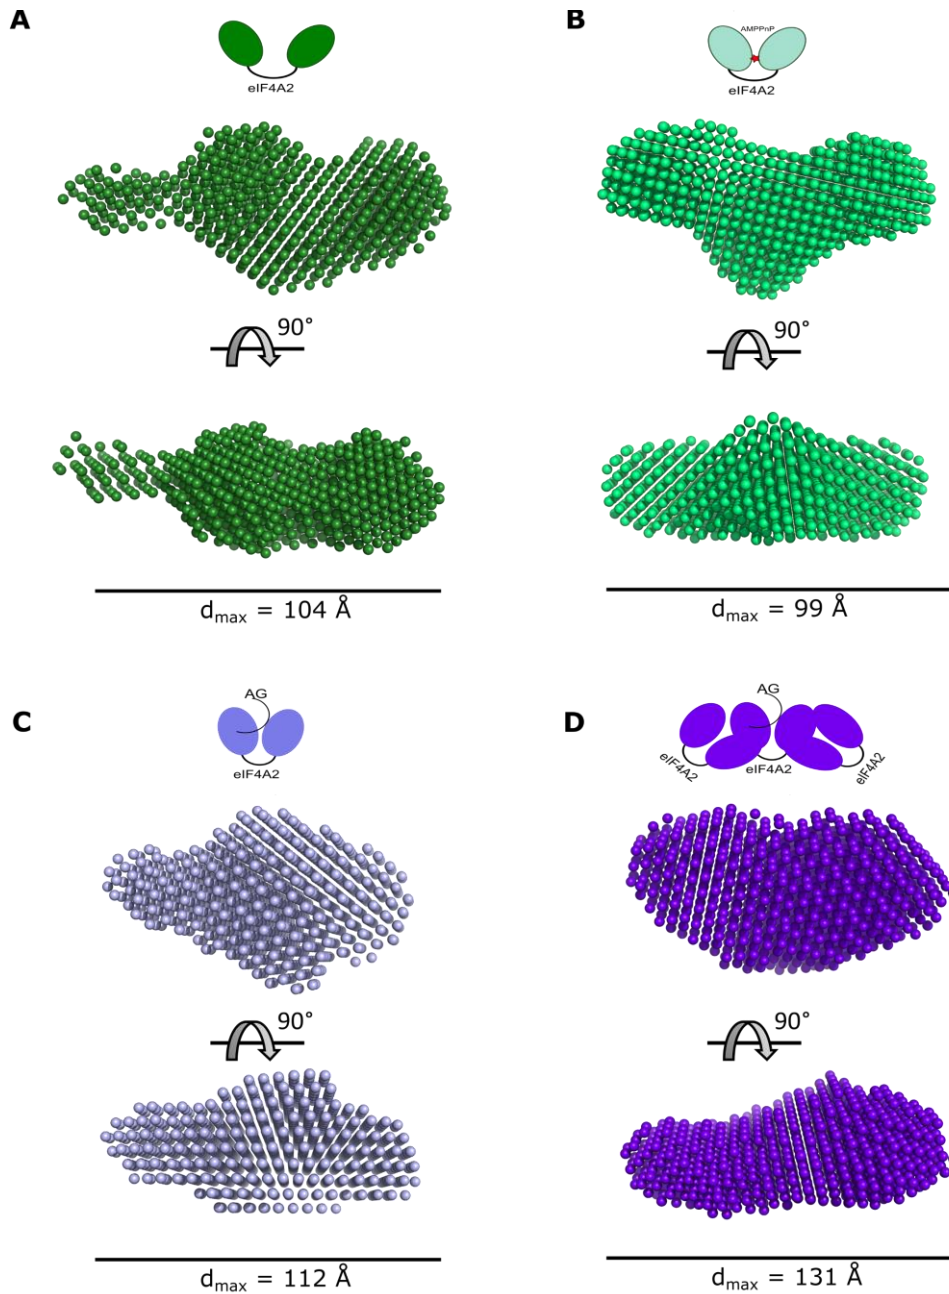 A
eIF4A2
90°
dmax = 104 Å
B
AMPPnP
eIF4A2
90°
dmax = 99 Å
C
AG
eIF4A2
90°
dmax = 112 Å
D
AG
eIF4A2
eIF4A2
eIF4A2
90°
dmax = 131 Å